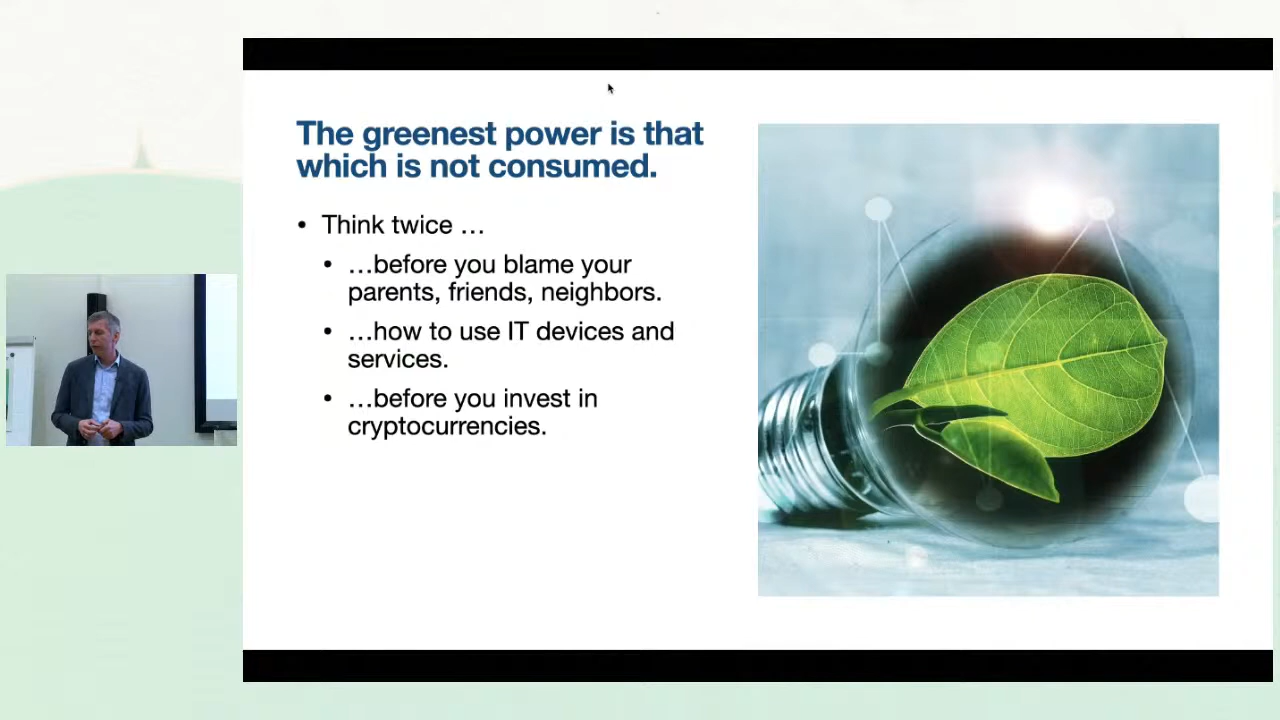 The greenest power is that
which is not consumed.
• Think twice …
• …before you blame your
parents, friends, neighbors.
• …how to use IT devices and
services.
• …before you invest in
cryptocurrencies.